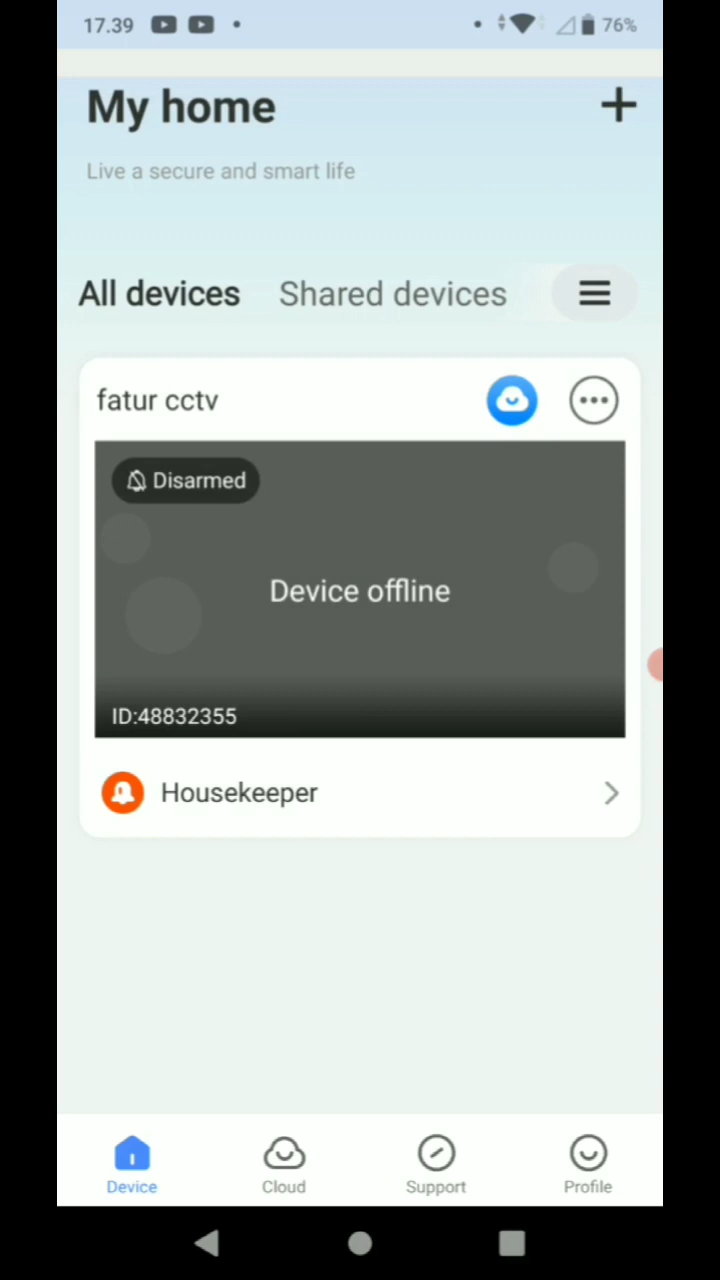 17.39
76%
My home
Live a secure and smart life
All devices
Shared devices
fatur cctv
Disarmed
Device offline
ID:48832355
Housekeeper
Device
Cloud
Support
Profile